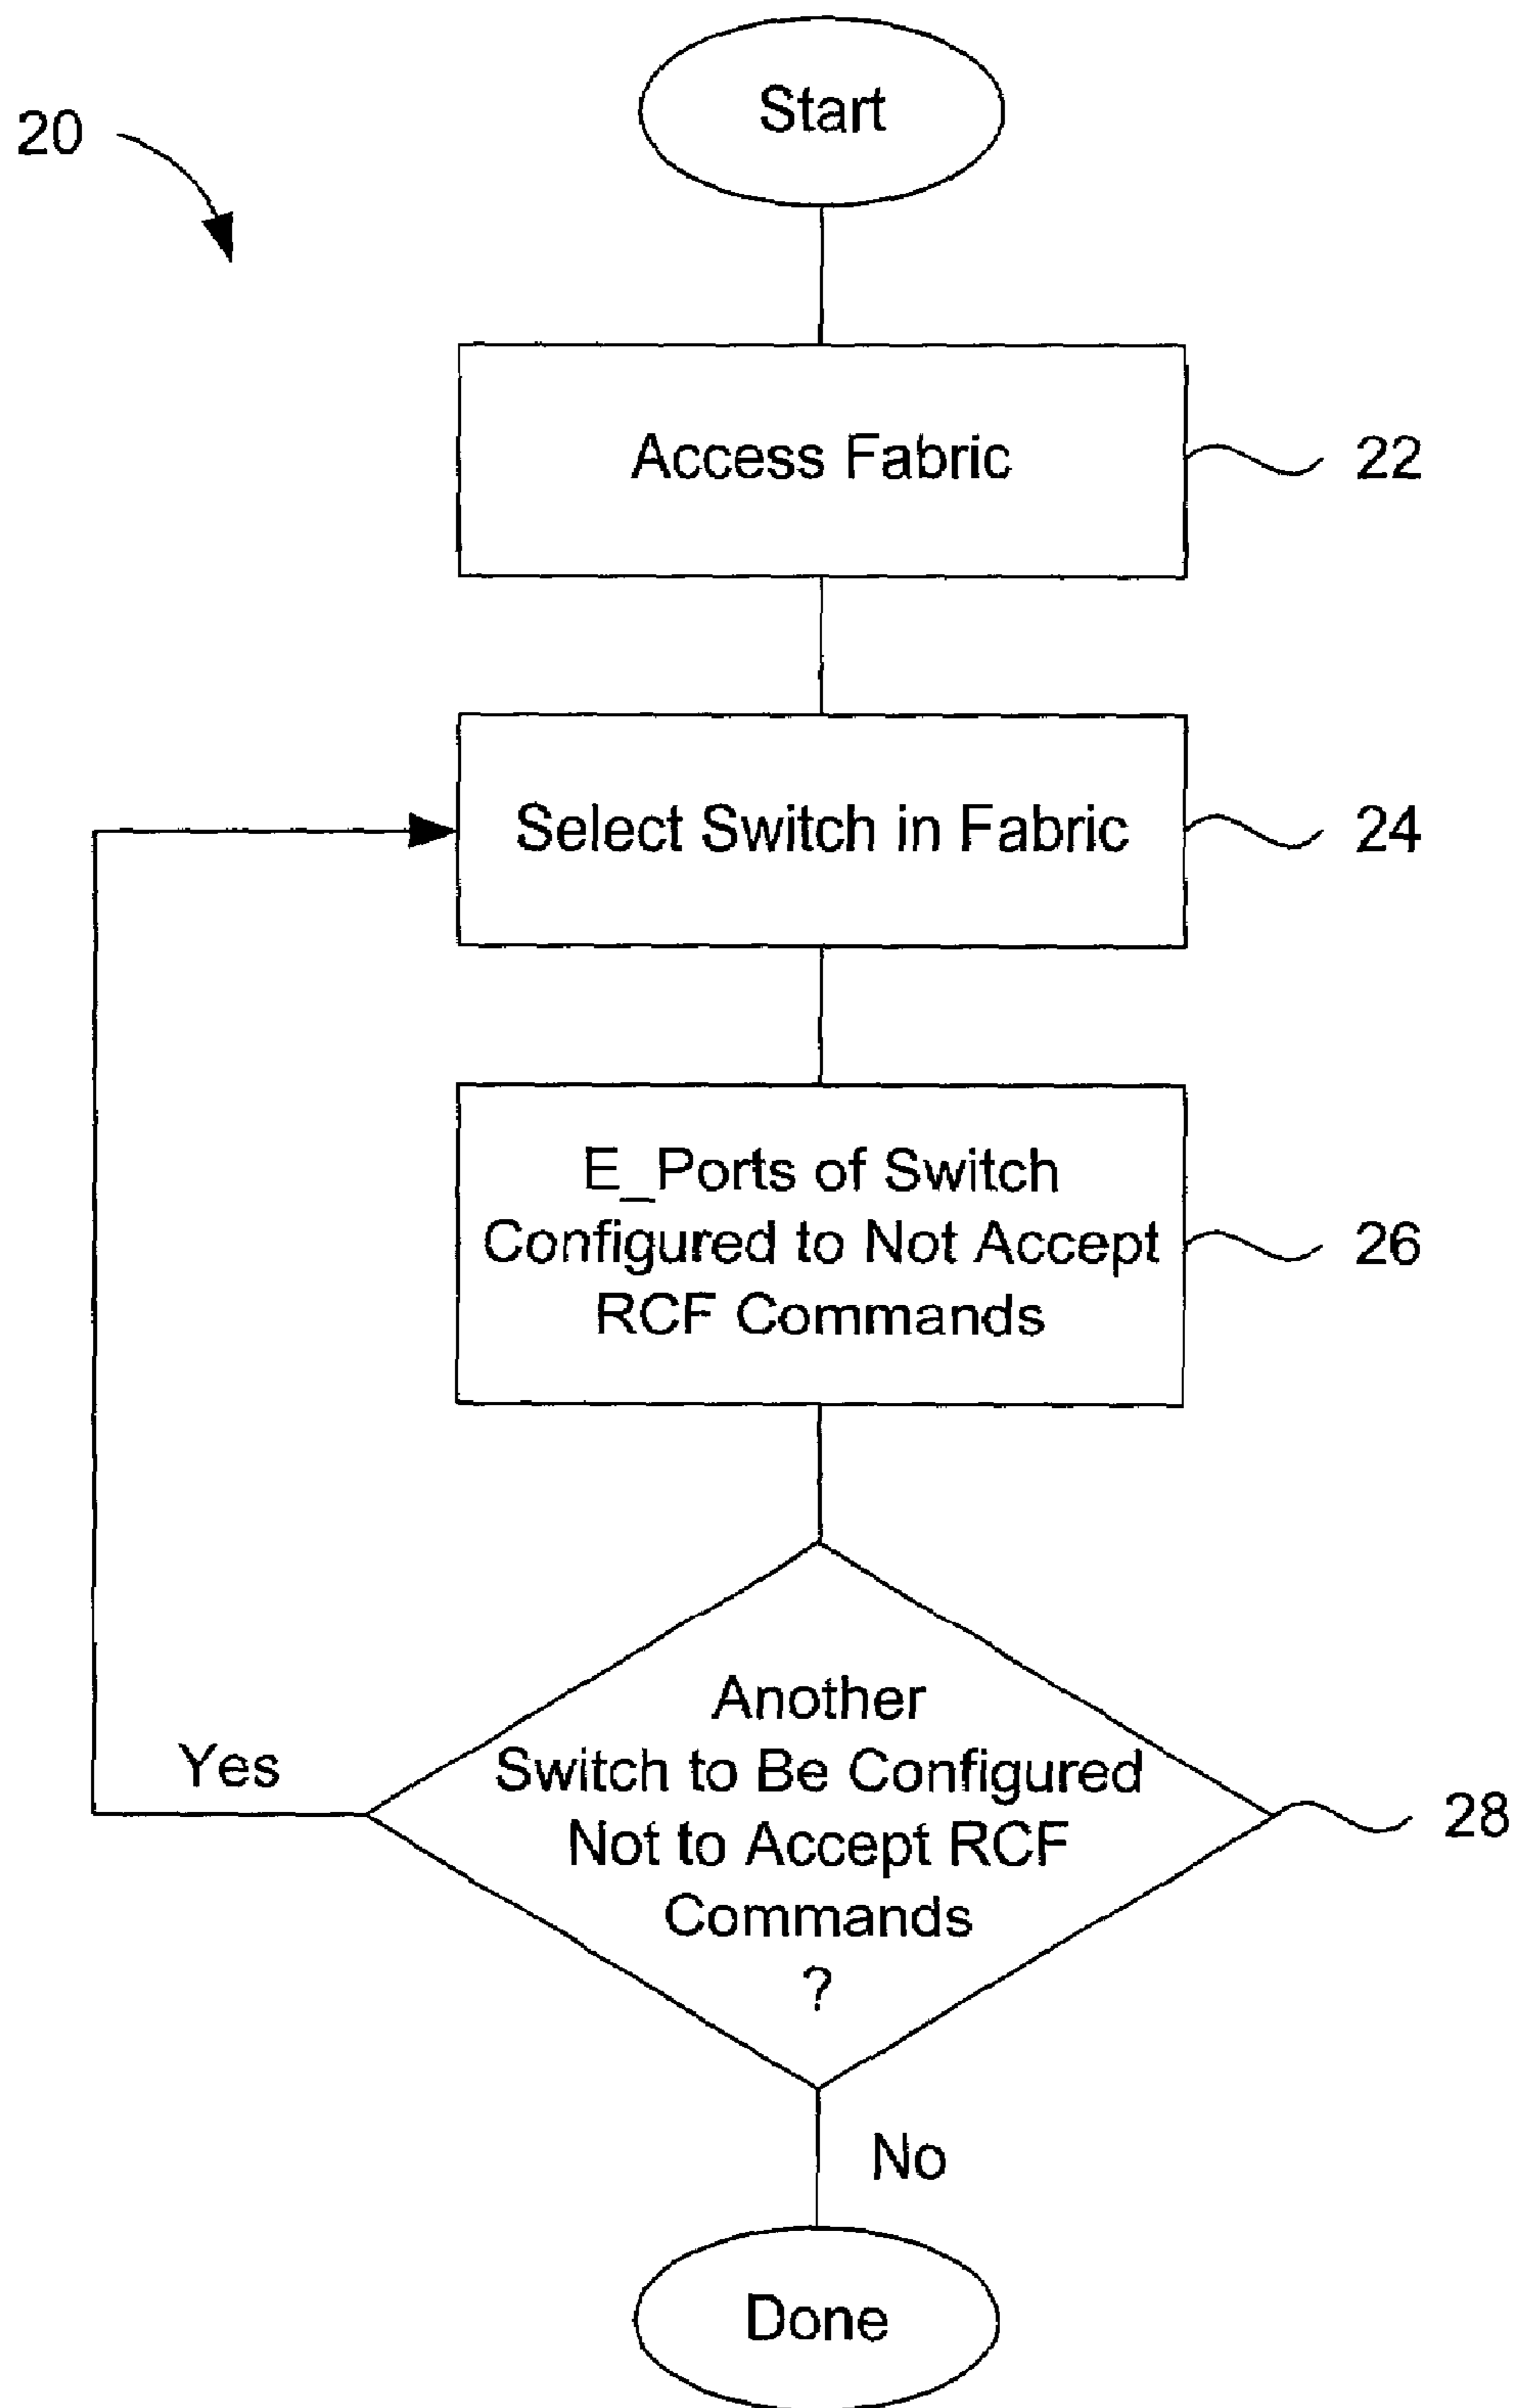 Start
20
Access Fabric
22
Select Switch in Fabric
24
E_Ports of Switch
Configured to Not Accept
RCF Commands
26
Another
Switch to Be Configured
Not to Accept RCF
Commands
?
Yes
28
No
Done